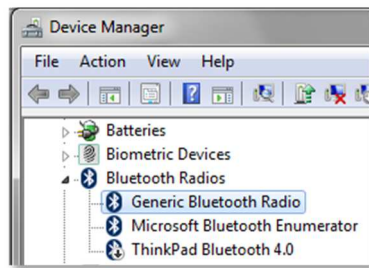 Device Manager
File Action View Help
Batteries
Biometric Devices
Bluetooth Radios
Generic Bluetooth Radio
Microsoft Bluetooth Enumerator
ThinkPad Bluetooth 4.0